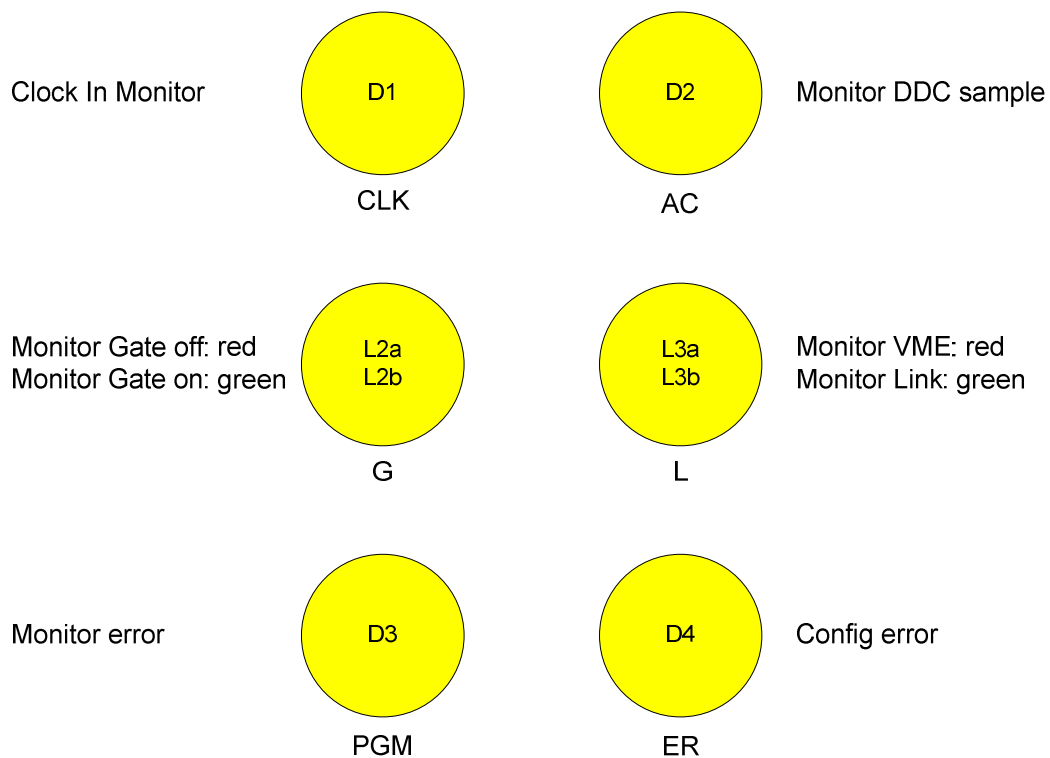 Clock In Monitor
D1
CLK
D2
AC
Monitor DDC sample
Monitor Gate off: red
Monitor Gate on: green
L2a
L2b
G
L3a
L3b
L
Monitor VME: red
Monitor Link: green
Monitor error
D3
PGM
D4
ER
Config error